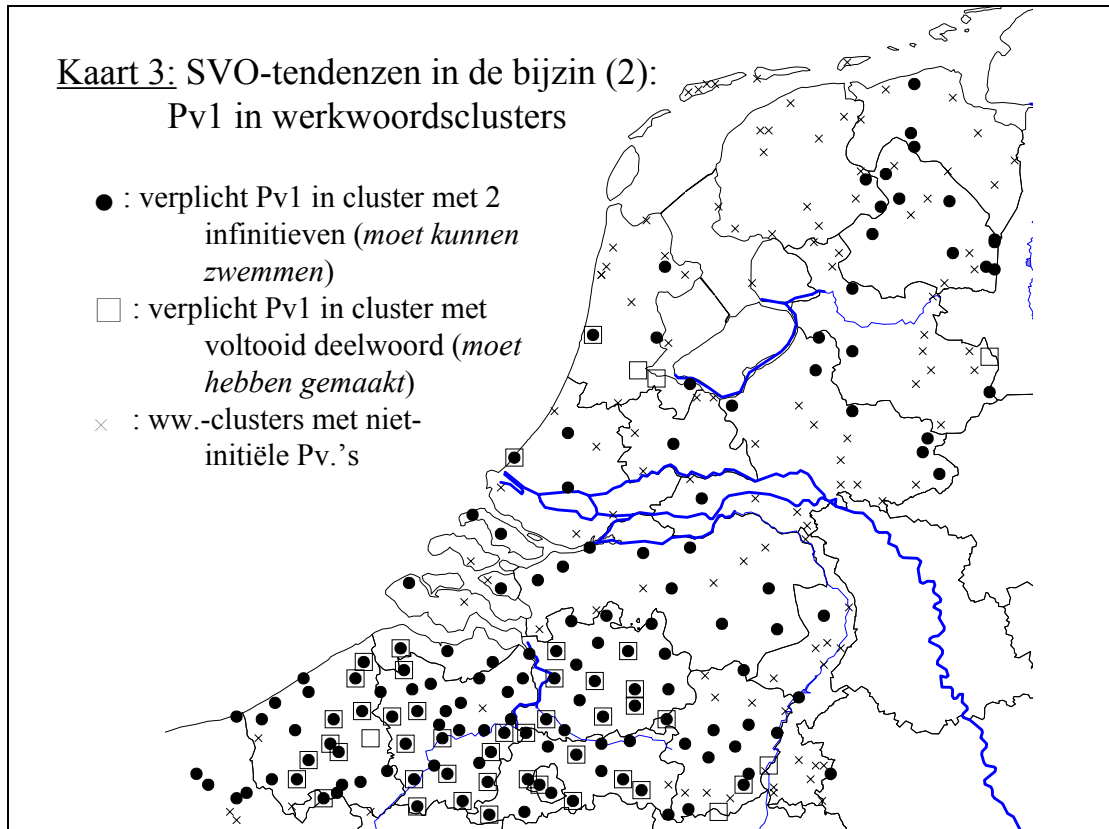 Kaart 3: SVO-tendenzen in de bijzin (2):
Pv1 in werkwoordsclusters
● : verplicht Pv1 in cluster met 2
infinitieven (moet kunnen
zwemmen)
□ : verplicht Pv1 in cluster met
voltooid deelwoord (moet
hebben gemaakt)
× : ww.-clusters met niet-
initiële Pv.’s